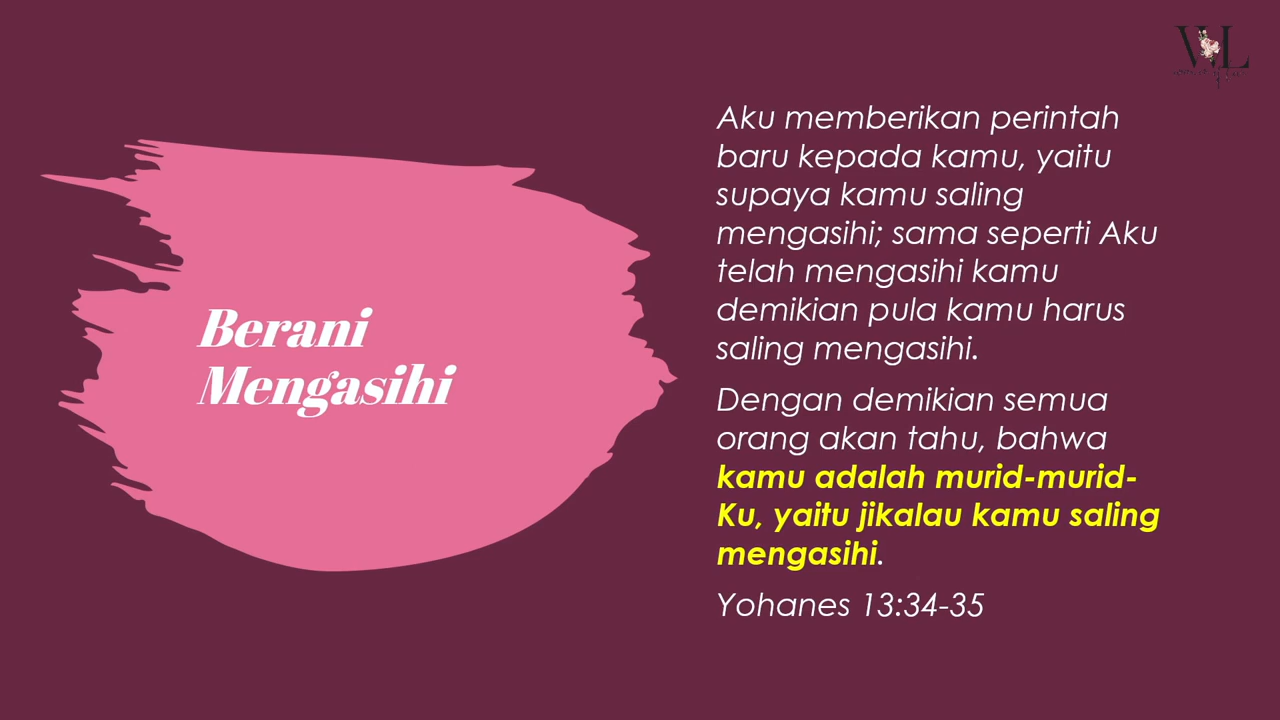 Berani
Mengasihi
Aku memberikan perintah
baru kepada kamu, yaitu
supaya kamu saling
mengasihi; sama seperti Aku
telah mengasihi kamu
demikian pula kamu harus
saling mengasihi.
Dengan demikian semua
orang akan tahu, bahwa
kamu adalah murid-murid-
Ku, yaitu jikalau kamu saling
mengasihi.
Yohanes 13:34-35